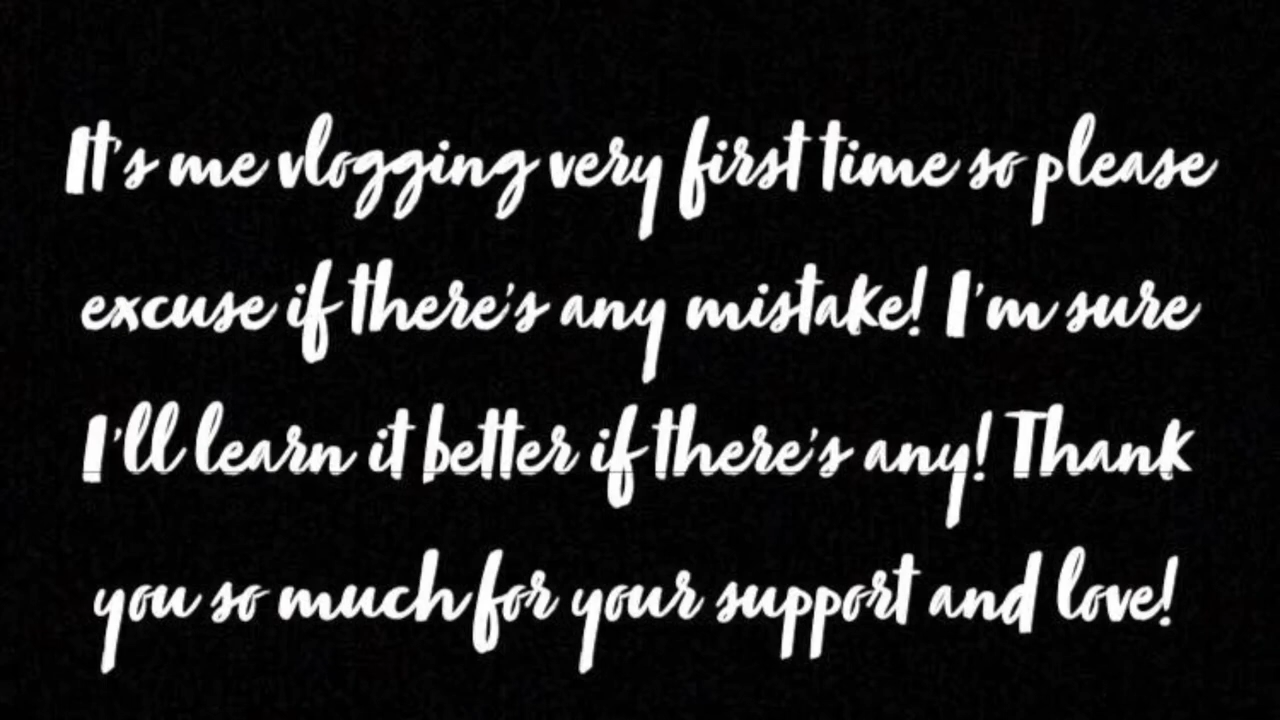 It's me vlogging very first time so please
excuse if there's any mistake! I'm sure
I'll learn it better if there's any! Thank
you so much for your support and love!